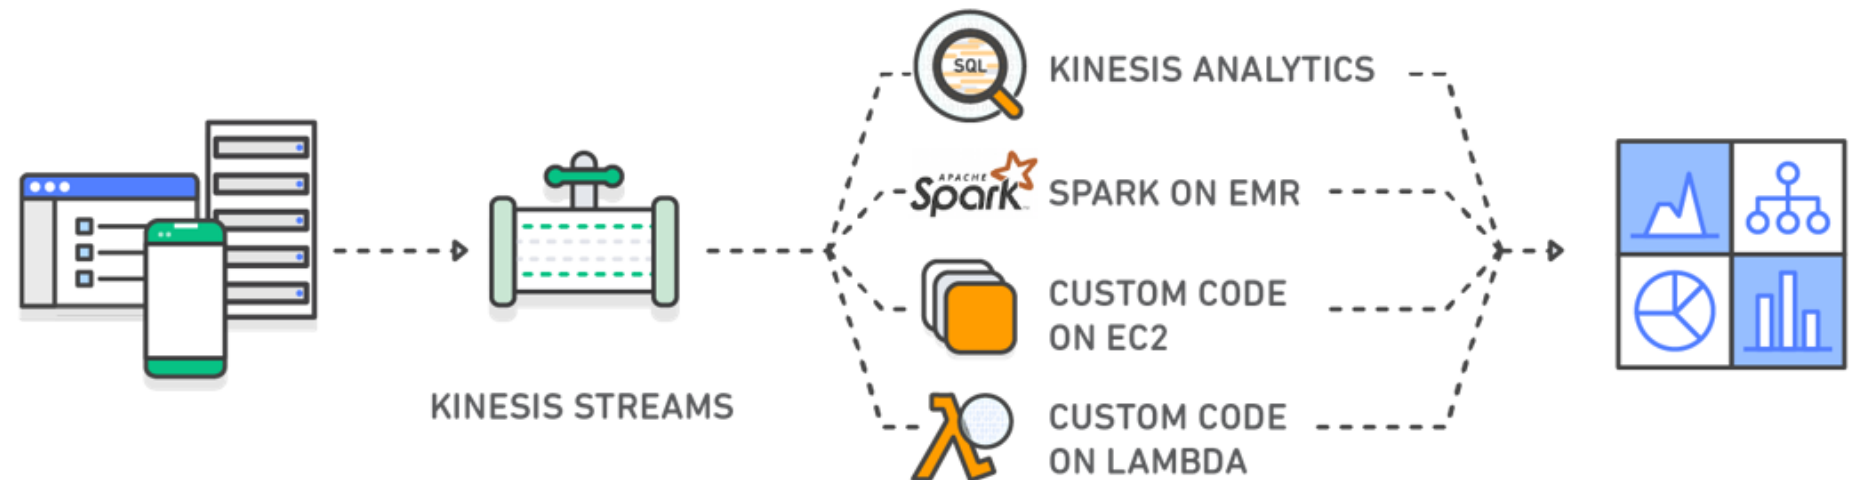 KINESIS STREAMS
SQL
KINESIS ANALYTICS
APACHE
Spark
SPARK ON EMR
CUSTOM CODE
ON EC2
CUSTOM CODE
ON LAMBDA